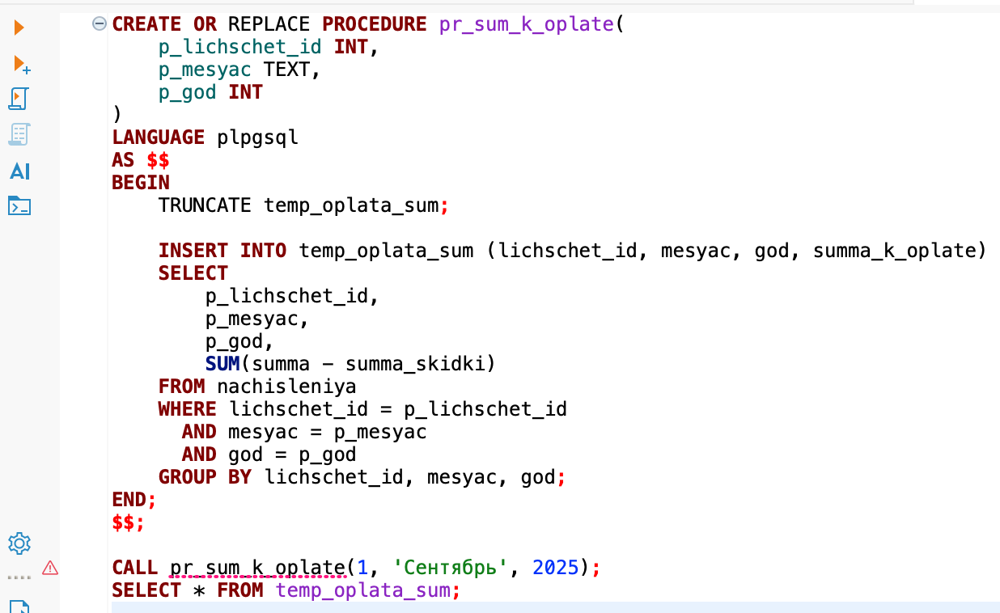 CREATE OR REPLACE PROCEDURE pr_sum_k_oplate(
    p_lichschet_id INT,
    p_mesyac TEXT,
    p_god INT
)
LANGUAGE plpgsql
AS $$
BEGIN
    TRUNCATE temp_oplata_sum;
    INSERT INTO temp_oplata_sum (lichschet_id, mesyac, god, summa_k_oplate)
    SELECT
        p_lichschet_id,
        p_mesyac,
        p_god,
        SUM(summa - summa_skidki)
    FROM nachisleniya
    WHERE lichschet_id = p_lichschet_id
      AND mesyac = p_mesyac
      AND god = p_god
    GROUP BY lichschet_id, mesyac, god;
END;
$$;
CALL pr_sum_k_oplate(1, 'Сентябрь', 2025);
SELECT * FROM temp_oplata_sum;
AI